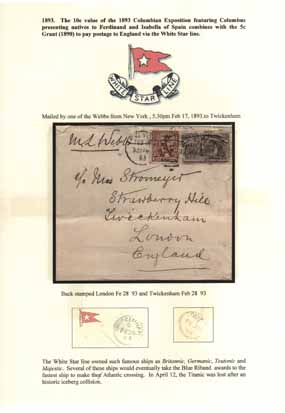 1893. The 10c value of the 1893 Columbian Exposition featuring Columbus
presenting natives to Ferdinand and Isabella of Spain combines with the 5c
Grant (1890) to pay postage to England via the White Star line.
WHITE STAR LINE
Mailed by one of the Webbs from New York , 5.30pm Feb 17, 1893.to Twickenham
c/o Miss Stromeyer
Strawberry Hill
Twickenham
London
England
Back stamped London Fe 28 93 and Twickenham Feb 28 93
The White Star line owned such famous ships as Britannic, Germanic, Teutonic and
Majestic. Several of these ships would eventually take the Blue Riband awards to the
fastest ship to make thef Atlantic crossing. In April 12, the Titanic was lost after an
historic iceberg collision.